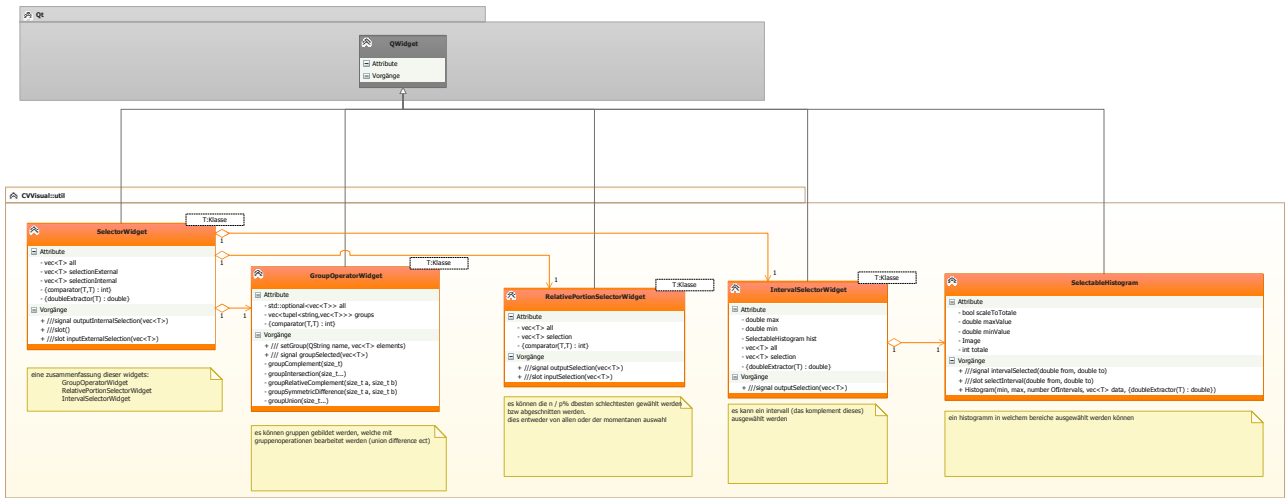 Qt
QWidget
Attribute
Vorgänge
CVVisual::util
T:Klasse
SelectorWidget
Attribute
- vec<T> all
- vec<T> selectionExternal
- vec<T> selectionInternal
- {comparator(T,T) : int}
- {doubleExtractor(T) : double}
Vorgänge
+ ///signal outputInternalSelection(vec<T>)
+ ///slot()
+ ///slot inputExternalSelection(vec<T>)
1
1
1
1
1
1
eine zusammenfassung dieser widgets:
GroupOperatorWidget
RelativePortionSelectorWidget
IntervalSelectorWidget
T:Klasse
GroupOperatorWidget
Attribute
- std::optional<vec<T>> all
- vec<tupel<string,vec<T>>> groups
- {comparator(T,T) : int}
Vorgänge
+ /// setGroup(QString name, vec<T> elements)
+ /// signal groupSelected(vec<T>)
- groupComplement(size_t)
- groupIntersection(size_t...)
- groupRelativeComplement(size_t a, size_t b)
- groupSymmetricDifference(size_t a, size_t b)
- groupUnion(size_t...)
es können gruppen gebildet werden, welche mit
gruppenoperationen bearbeitet werden (union difference ect)
T:Klasse
RelativePortionSelectorWidget
Attribute
- vec<T> all
- vec<T> selection
- {comparator(T,T) : int}
Vorgänge
+ ///signal outputSelection(vec<T>)
+ ///slot inputSelection(vec<T>)
es können die n / p% dbesten schlechtesten gewählt werden
bzw abgeschnitten werden.
dies entweder von allen oder der momentanen auswahl
T:Klasse
IntervalSelectorWidget
Attribute
- double max
- double min
- SelectableHistogram hist
- vec<T> all
- vec<T> selection
- {doubleExtractor(T) : double}
Vorgänge
+ ///signal outputSelection(vec<T>)
1
1
es kann ein intervall (das komplement dieses)
ausgewählt werden
SelectableHistogram
Attribute
- bool scaleToTotale
- double maxValue
- double minValue
- Image
- int totale
Vorgänge
+ ///signal intervalSelected(double from, double to)
+ ///slot selectInterval(double from, double to)
+ Histogram(min, max, number OfIntervals, vec<T> data, {doubleExtractor(T) : double})
ein histogramm in welchem bereiche ausgewählt werden können